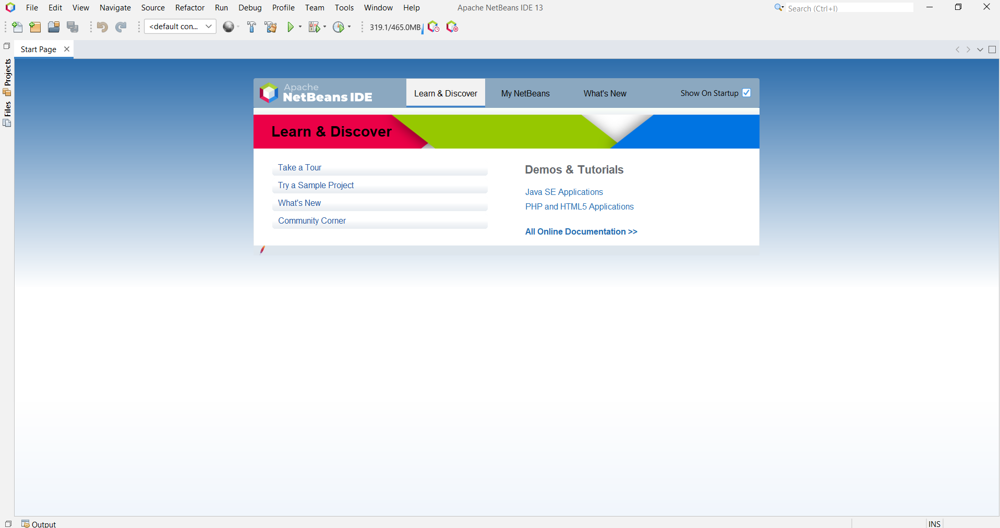 File Edit View Navigate Source Refactor Run Debug Profile Team Tools Window Help
Apache NetBeans IDE 13
Search (Ctrl+I)
<default con...
319.1/465.0MB
Start Page
Projects
Files
Apache
NetBeans IDE
Learn & Discover
My NetBeans
What's New
Show On Startup
Learn & Discover
Take a Tour
Try a Sample Project
What's New
Community Corner
Demos & Tutorials
Java SE Applications
PHP and HTML5 Applications
All Online Documentation >>
Output
INS